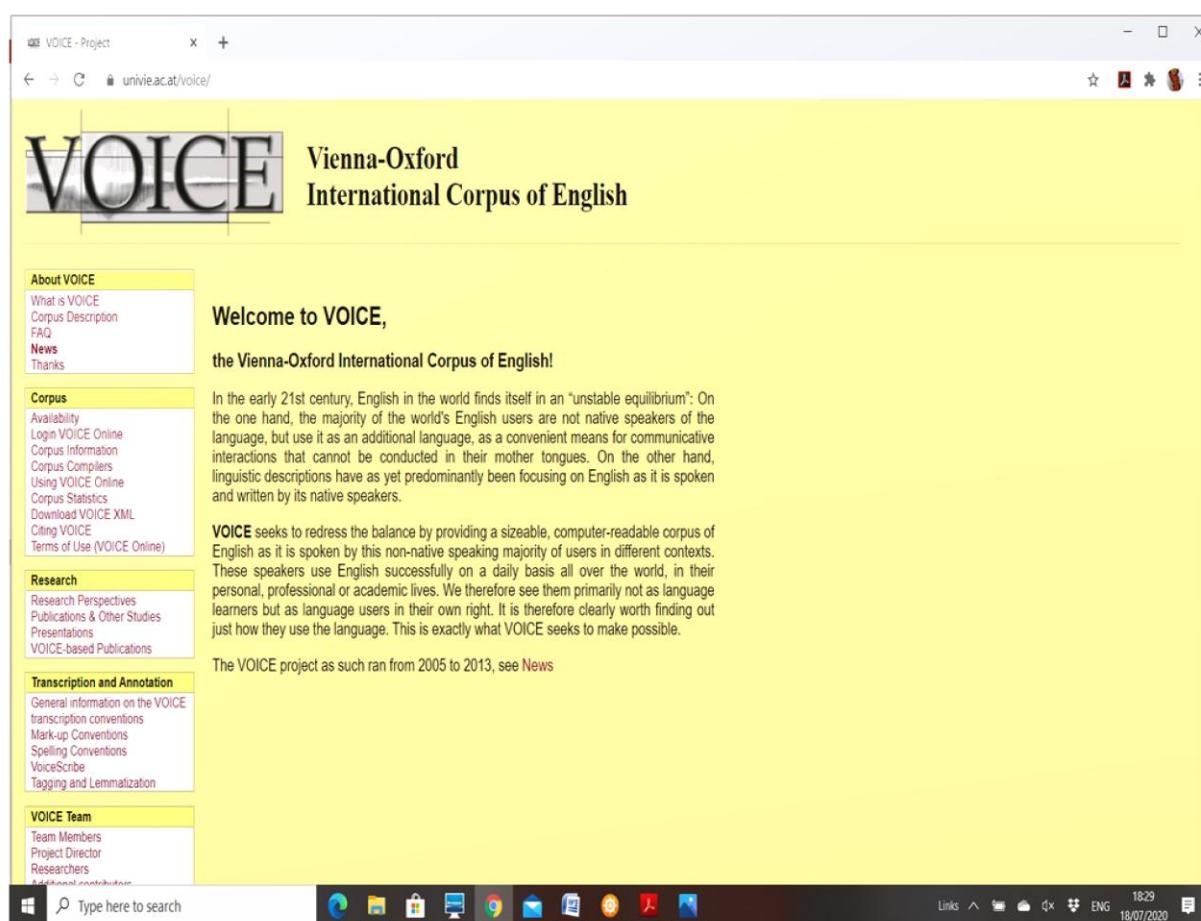 VOICE - Project
univie.ac.at/voice/
VOICE
Vienna-Oxford
International Corpus of English
About VOICE
What is VOICE
Corpus Description
FAQ
News
Thanks
Corpus
Availability
Login VOICE Online
Corpus Information
Corpus Compilers
Using VOICE Online
Corpus Statistics
Download VOICE XML
Citing VOICE
Terms of Use (VOICE Online)
Research
Research Perspectives
Publications & Other Studies
Presentations
VOICE-based Publications
Transcription and Annotation
General information on the VOICE
transcription conventions
Mark-up Conventions
Spelling Conventions
VoiceScribe
Tagging and Lemmatization
VOICE Team
Team Members
Project Director
Researchers
Additional contributors
Welcome to VOICE,
the Vienna-Oxford International Corpus of English!
In the early 21st century, English in the world finds itself in an “unstable equilibrium”: On
the one hand, the majority of the world's English users are not native speakers of the
language, but use it as an additional language, as a convenient means for communicative
interactions that cannot be conducted in their mother tongues. On the other hand,
linguistic descriptions have as yet predominantly been focusing on English as it is spoken
and written by its native speakers.
VOICE seeks to redress the balance by providing a sizeable, computer-readable corpus of
English as it is spoken by this non-native speaking majority of users in different contexts.
These speakers use English successfully on a daily basis all over the world, in their
personal, professional or academic lives. We therefore see them primarily not as language
learners but as language users in their own right. It is therefore clearly worth finding out
just how they use the language. This is exactly what VOICE seeks to make possible.
The VOICE project as such ran from 2005 to 2013, see News
Type here to search
Links
ENG
18:29
18/07/2020